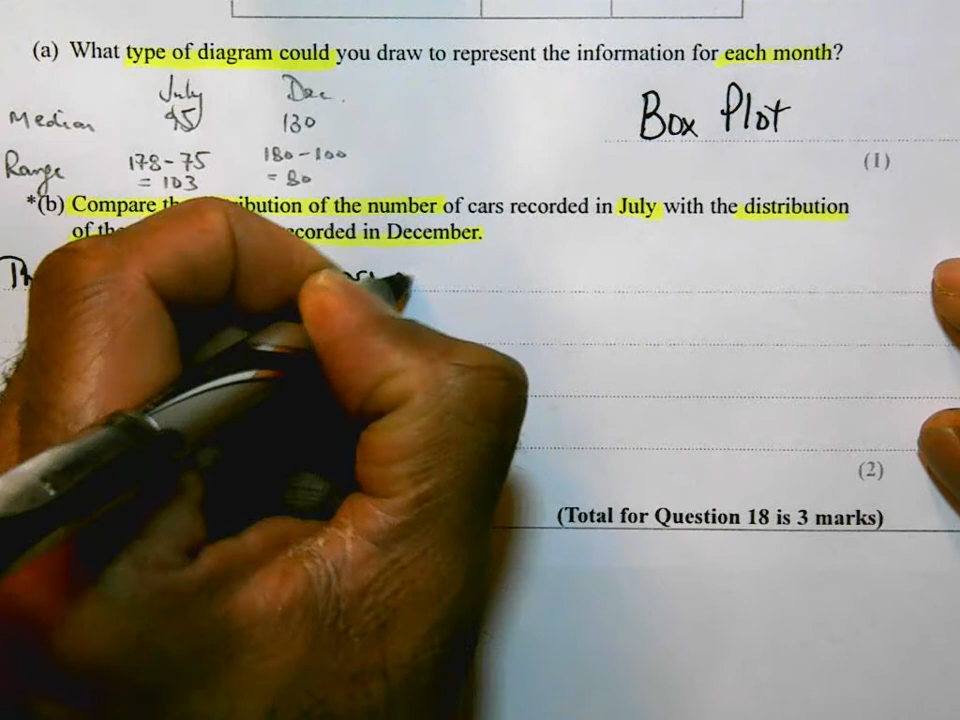 (a) What type of diagram could you draw to represent the information for each month?
July Dec.
Median 95 130
Box Plot
(1)
Range 178-75 180-100
= 103 = 80
*(b) Compare ibution of the number of cars recorded in July with the distribution
of the corded in December.
(2)
(Total for Question 18 is 3 marks)